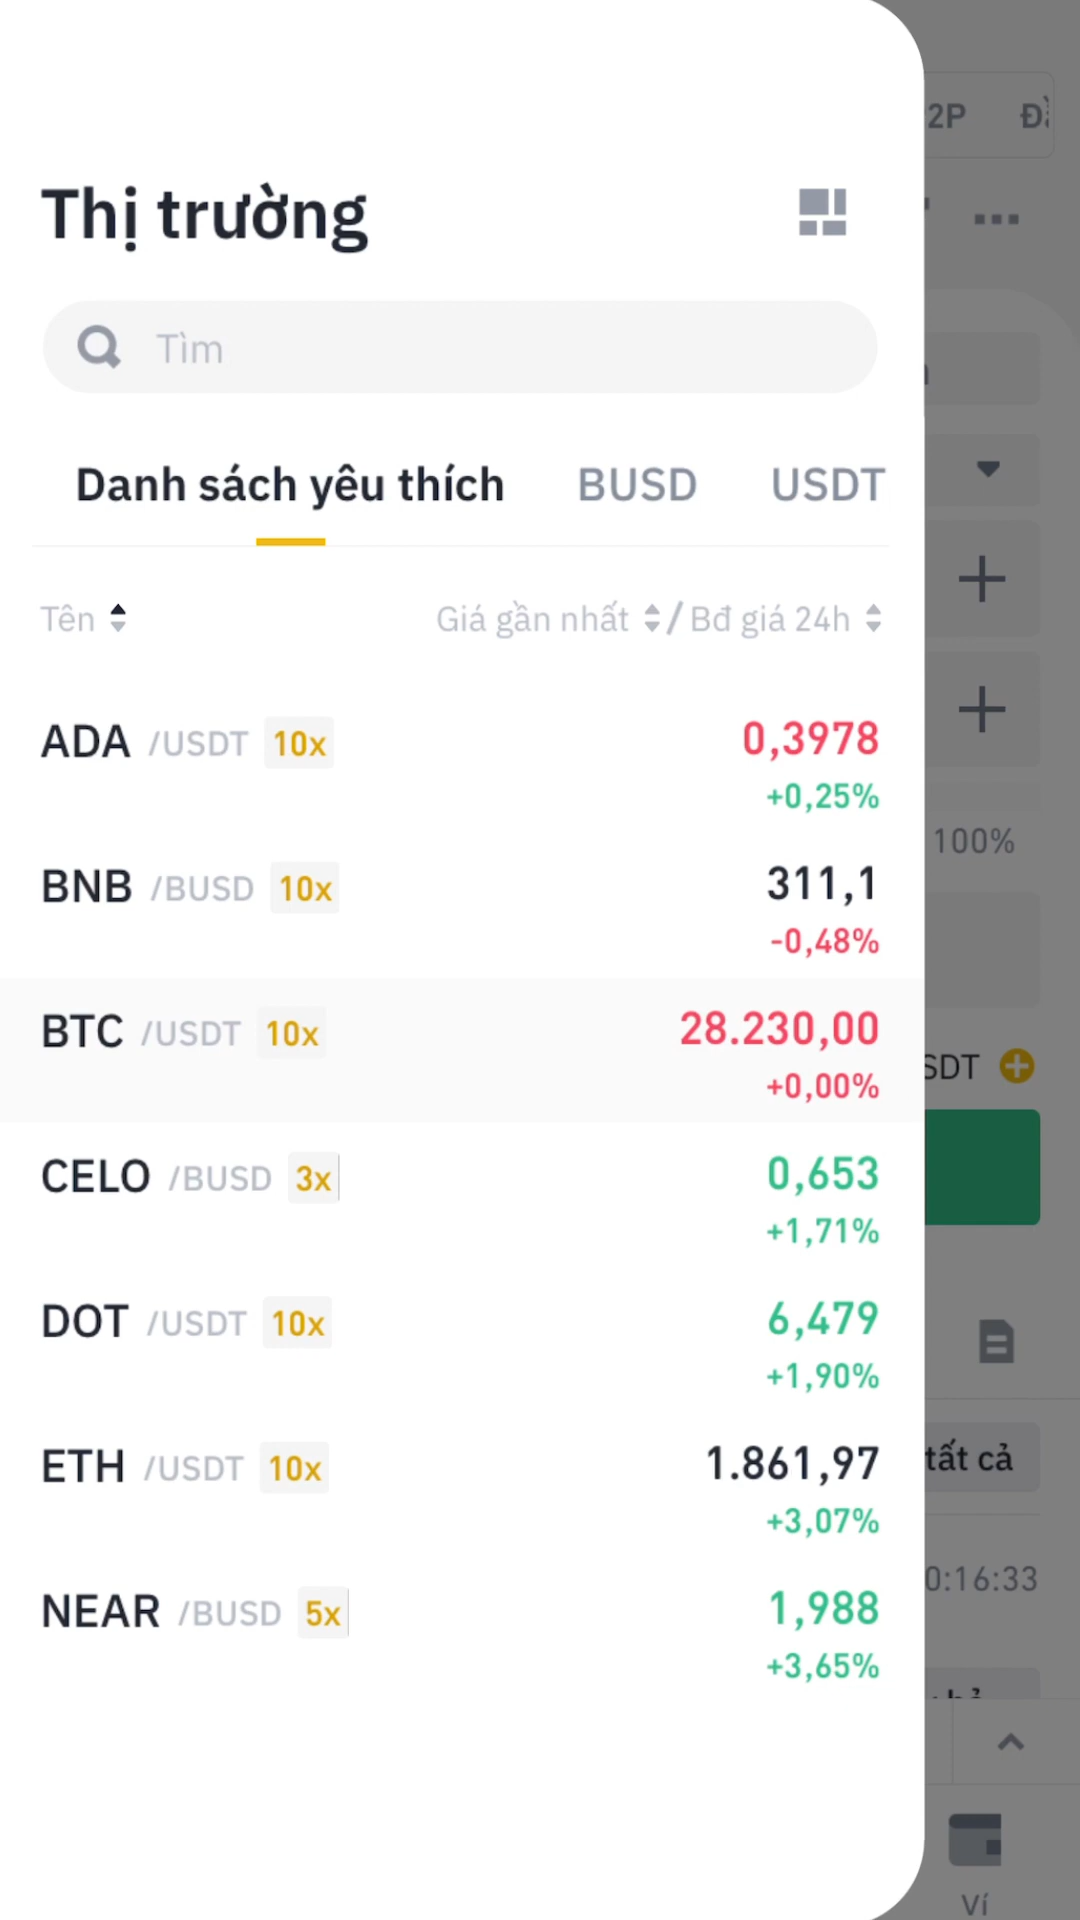 2P
Thị trường
Tìm
Danh sách yêu thích BUSD USDT
Tên Giá gần nhất / Bđ giá 24h
ADA /USDT 10x 0,3978
+0,25%
100%
BNB /BUSD 10x 311,1
-0,48%
BTC /USDT 10x 28.230,00
SDT
+0,00%
CELO /BUSD 3x 0,653
+1,71%
DOT /USDT 10x 6,479
+1,90%
ETH /USDT 10x 1.861,97
tất cả
+3,07%
0:16:33
NEAR /BUSD 5x 1,988
+3,65%
Ví